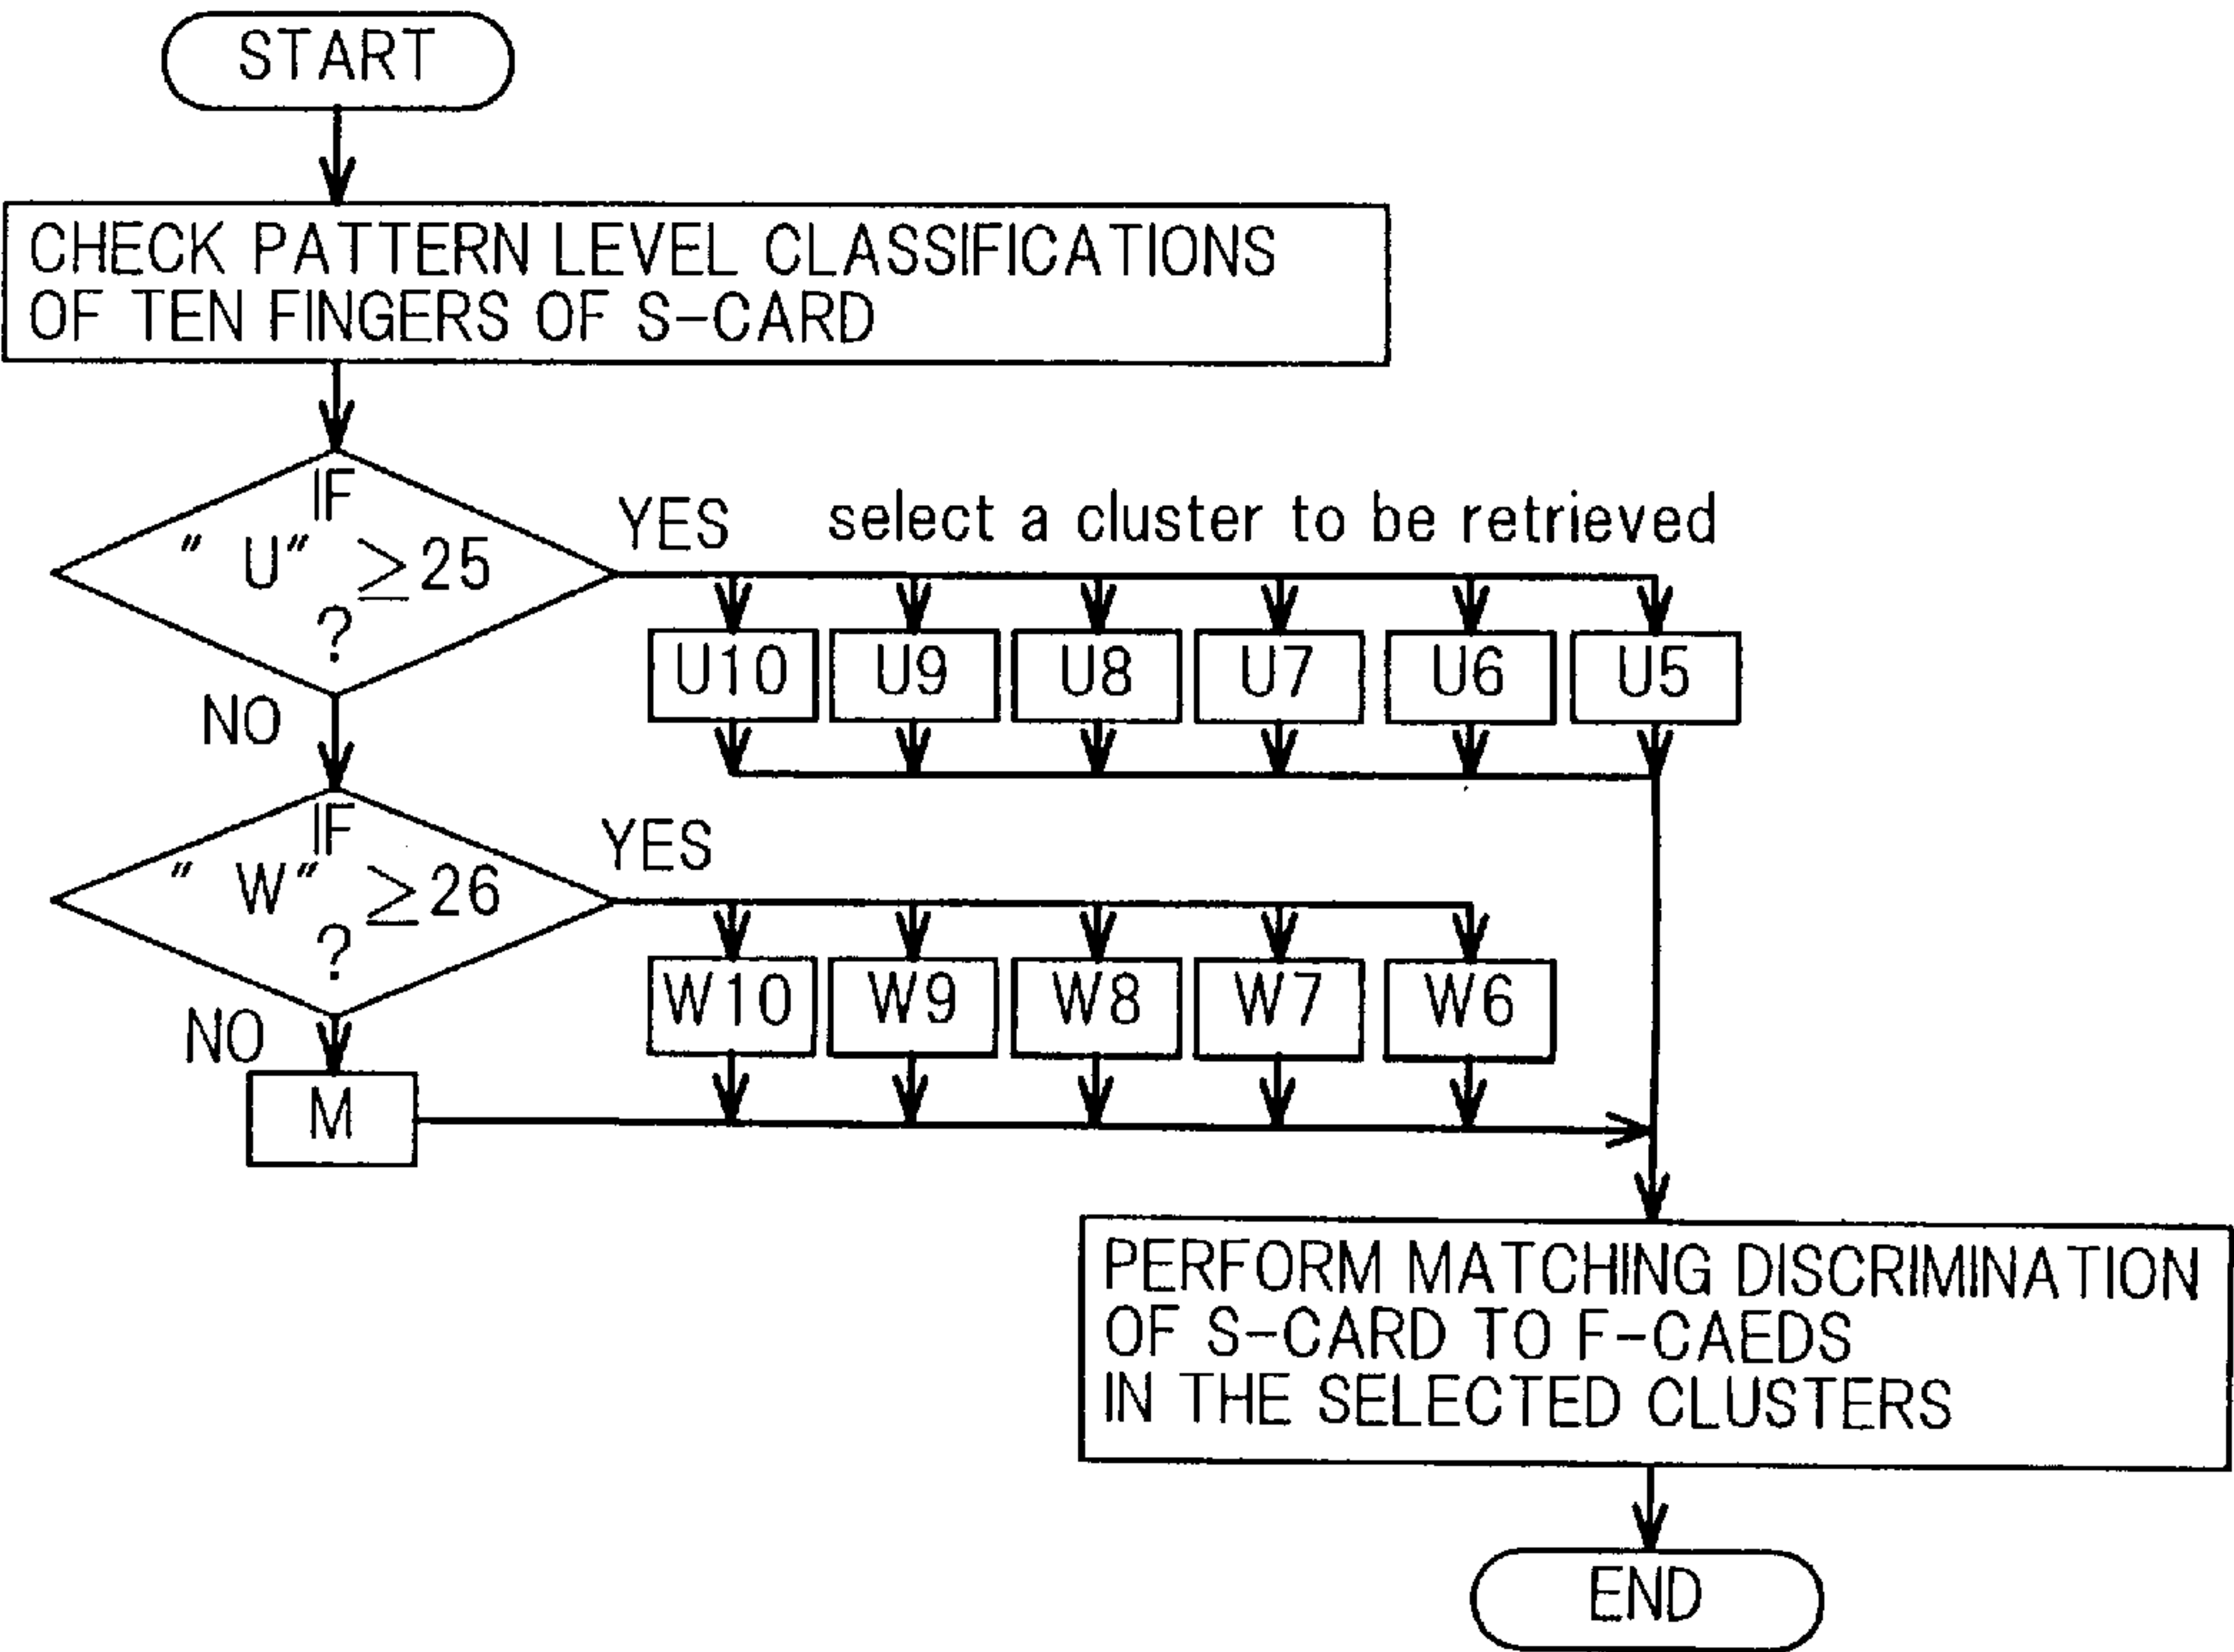 START
CHECK PATTERN LEVEL CLASSIFICATIONS
OF TEN FINGERS OF S-CARD
IF
" U" ≥25
?
YES
select a cluster to be retrieved
U10 U9 U8 U7 U6 U5
NO
IF
" W" ≥26
?
YES
W10 W9 W8 W7 W6
NO
M
PERFORM MATCHING DISCRIMINATION
OF S-CARD TO F-CAEDS
IN THE SELECTED CLUSTERS
END